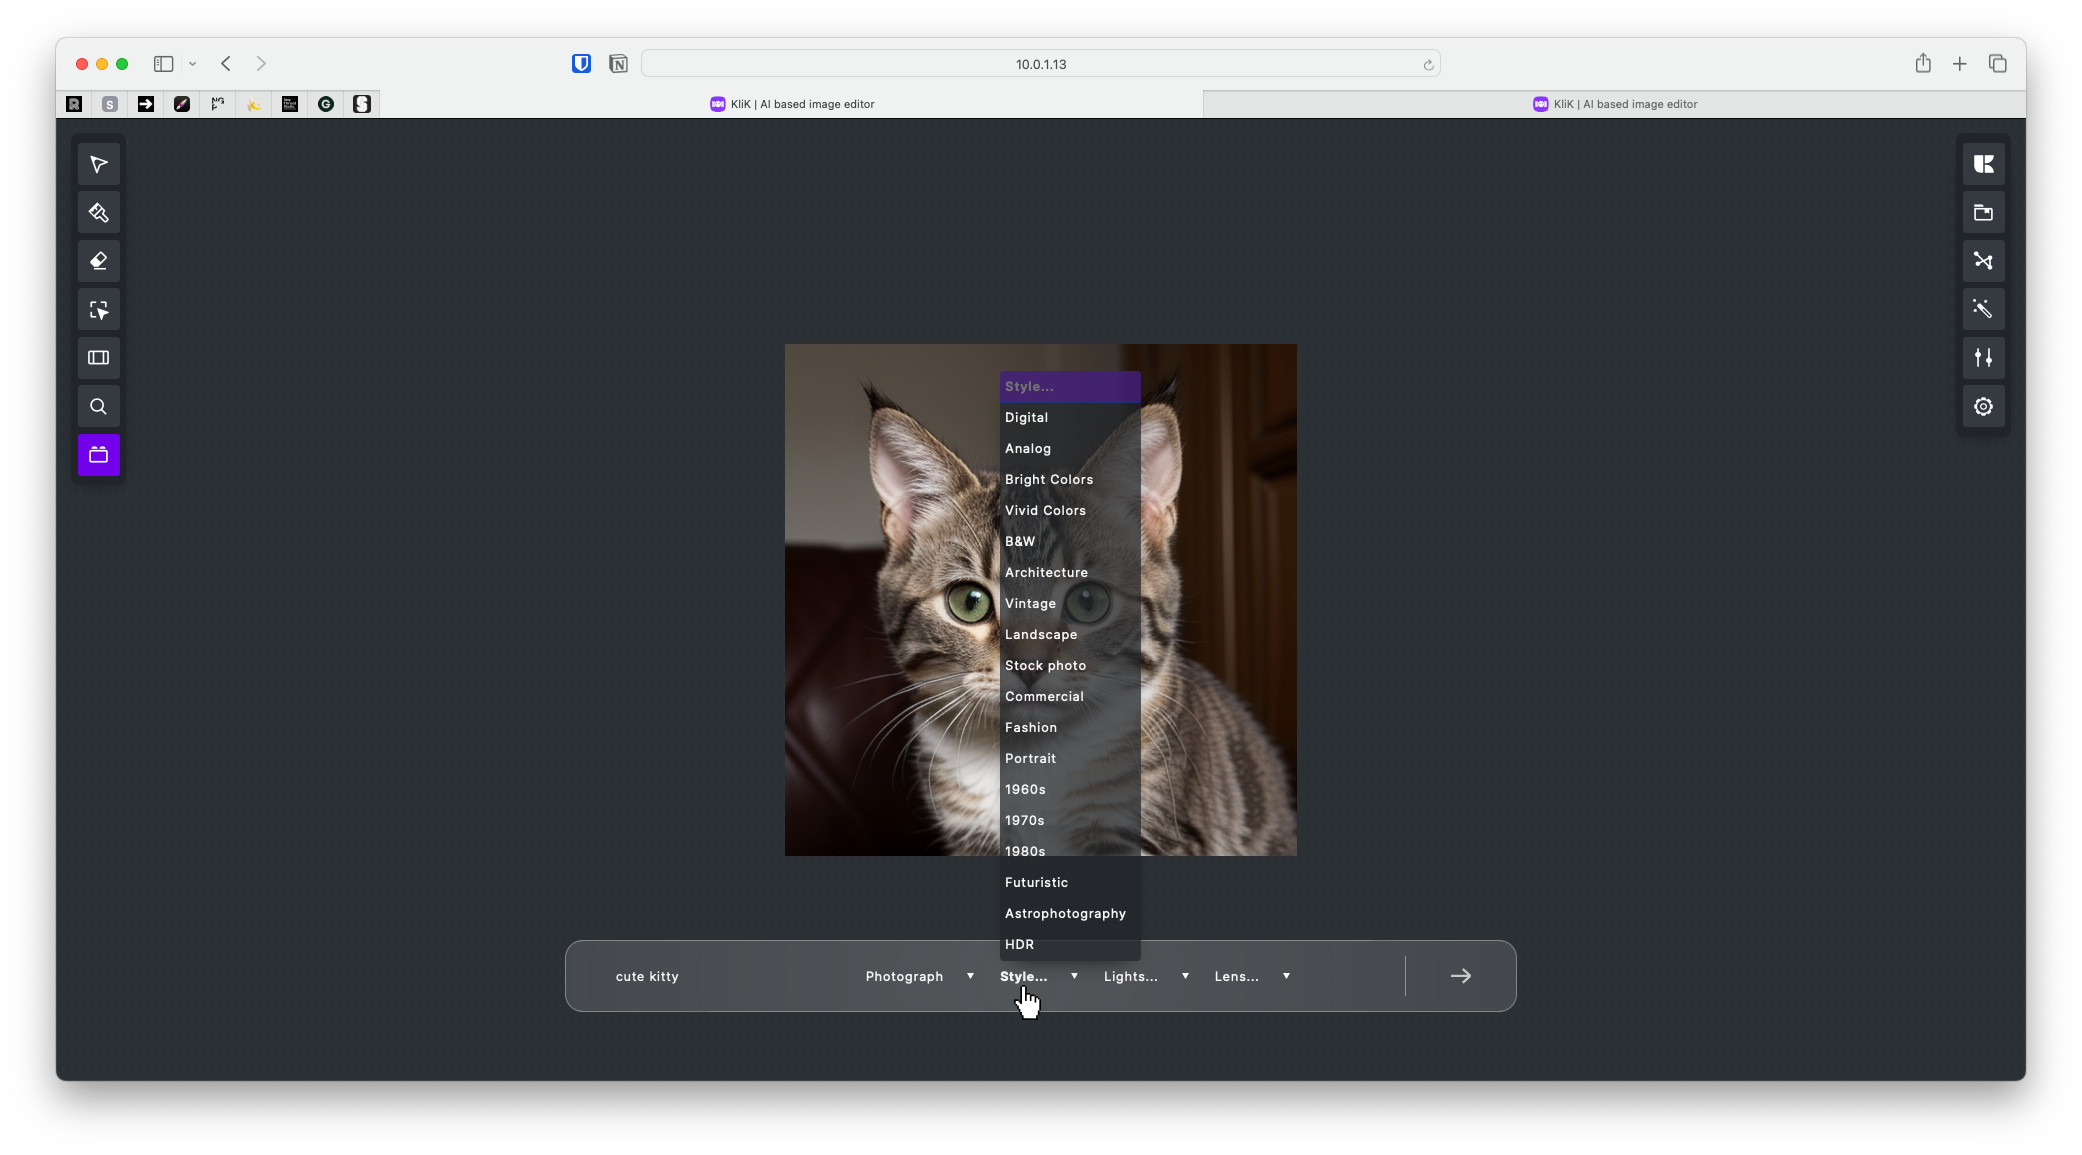 10.0.1.13
KliK | AI based image editor
KliK | AI based image editor
Style...
Digital
Analog
Bright Colors
Vivid Colors
B&W
Architecture
Vintage
Landscape
Stock photo
Commercial
Fashion
Portrait
1960s
1970s
1980s
Futuristic
Astrophotography
HDR
cute kitty
Photograph
Style...
Lights...
Lens...